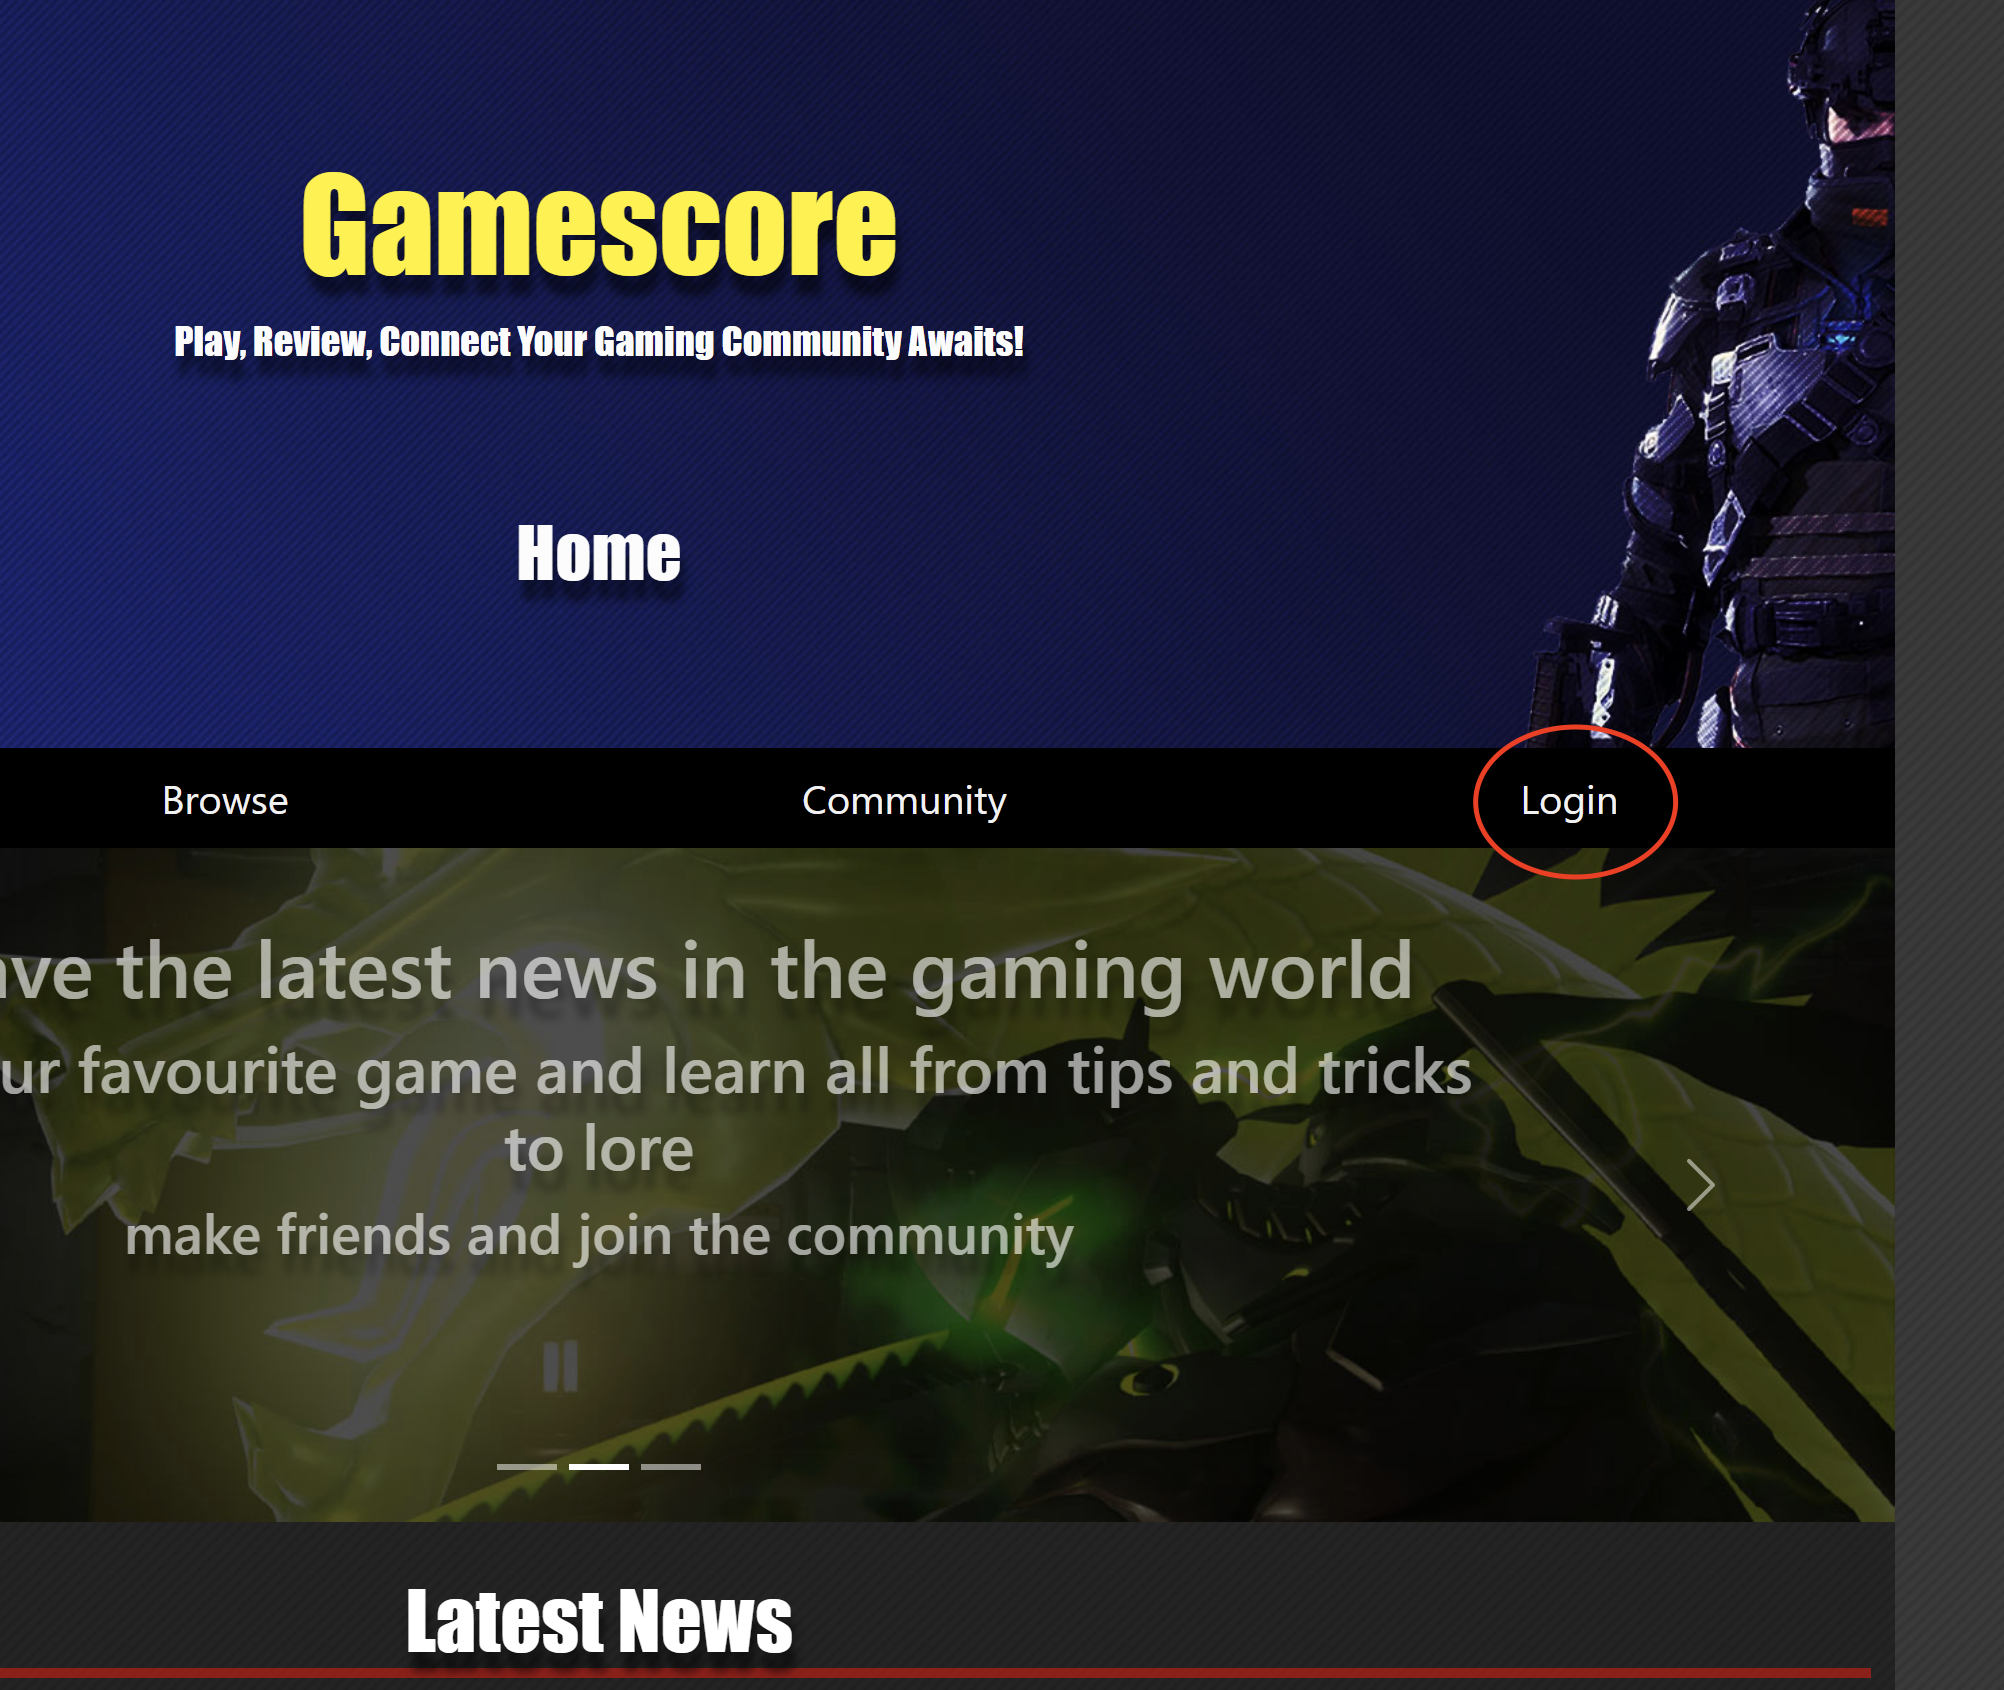 Gamescore
Play, Review, Connect Your Gaming Community Awaits!
Home
Browse Community Login
the latest news in the gaming world
favourite game and learn all from tips and tricks
to lore
make friends and join the community
Latest News